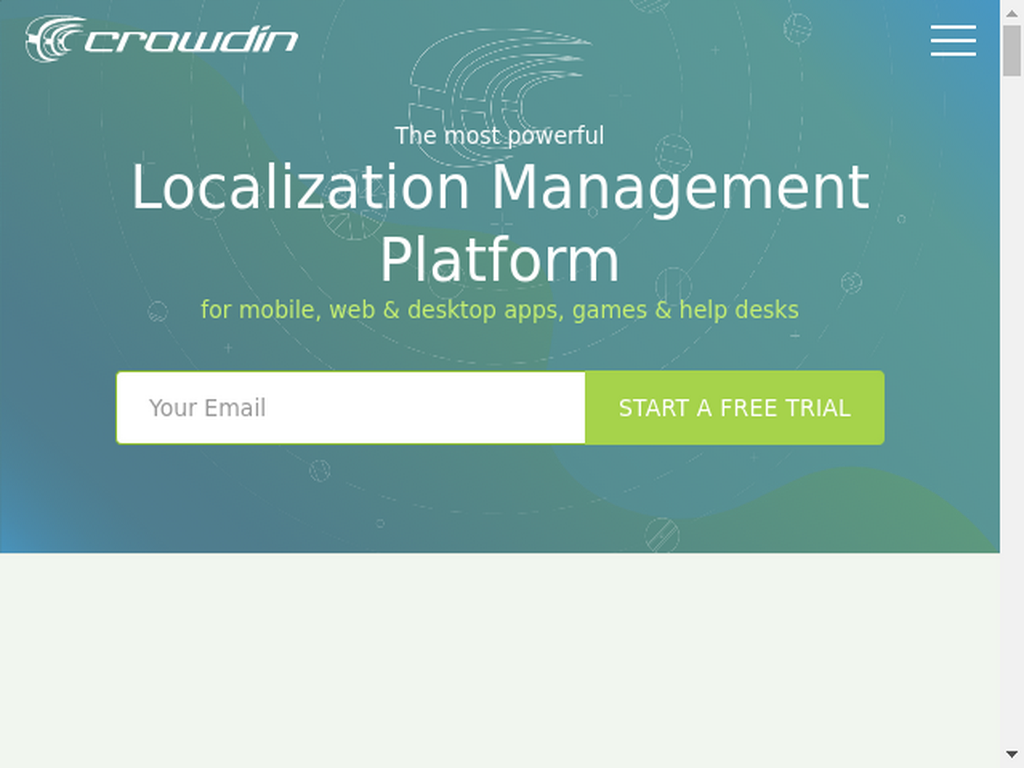 crowdin
The most powerful
Localization Management
Platform
for mobile, web & desktop apps, games & help desks
Your Email
START A FREE TRIAL